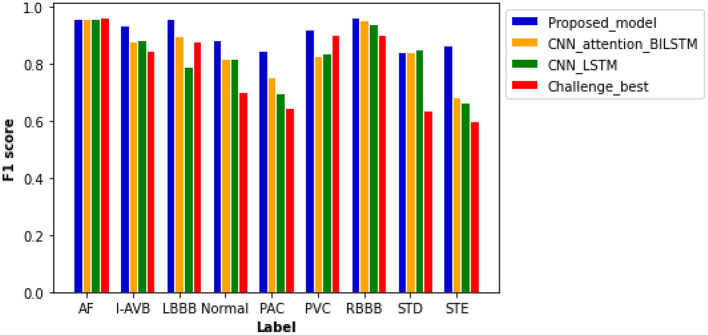 1.0
0.8
0.6
0.4
0.2
0.0
F1 score
AF I-AVB LBBB Normal PAC PVC RBBB STD STE
Label
Proposed_model
CNN_attention_BILSTM
CNN_LSTM
Challenge_best